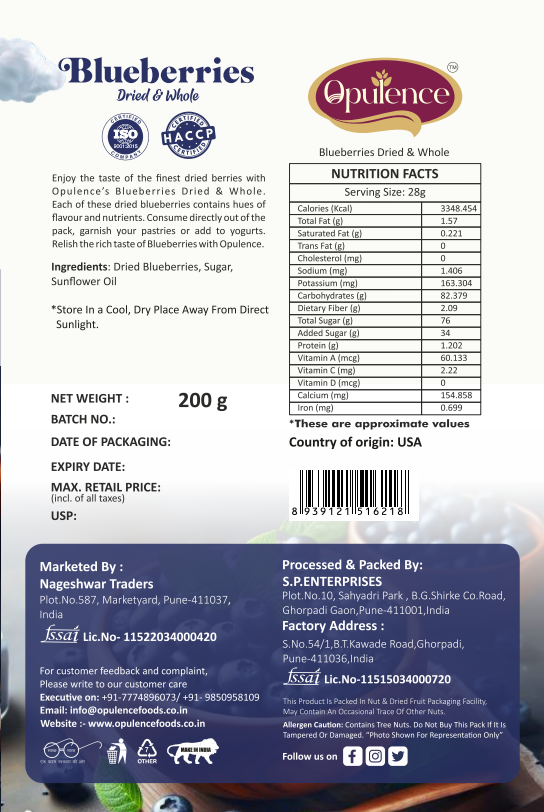 Blueberries
Dried & Whole
CERTIFIED
ISO
9001:2015
COMPANY
CERTIFIED
HACCP
CERTIFIED
Enjoy the taste of the finest dried berries with
Opulence's Blueberries Dried & Whole.
Each of these dried blueberries contains hues of
flavour and nutrients. Consume directly out of the
pack, garnish your pastries or add to yogurts.
Relish the rich taste of Blueberries with Opulence.
Ingredients: Dried Blueberries, Sugar,
Sunflower Oil
*Store In a Cool, Dry Place Away From Direct
Sunlight.
TM
Opulence
Blueberries Dried & Whole
NUTRITION FACTS
Serving Size: 28g
Calories (Kcal) 3348.454
Total Fat (g) 1.57
Saturated Fat (g) 0.221
Trans Fat (g) 0
Cholesterol (mg) 0
Sodium (mg) 1.406
Potassium (mg) 163.304
Carbohydrates (g) 82.379
Dietary Fiber (g) 2.09
Total Sugar (g) 76
Added Sugar (g) 34
Protein (g) 1.202
Vitamin A (mcg) 60.133
Vitamin C (mg) 2.22
Vitamin D (mcg) 0
Calcium (mg) 154.858
Iron (mg) 0.699
*These are approximate values
Country of origin: USA
NET WEIGHT : 200 g
BATCH NO.:
DATE OF PACKAGING:
EXPIRY DATE:
MAX. RETAIL PRICE:
(incl. of all taxes)
USP:
8 939121 516218
Marketed By :
Nageshwar Traders
Plot.No.587, Marketyard, Pune-411037,
India
fssai Lic.No- 11522034000420
For customer feedback and complaint,
Please write to our customer care
Executive on: +91-7774896073/ +91- 9850958109
Email: info@opulencefoods.co.in
Website :- www.opulencefoods.co.in
एक कदम स्वच्छता की ओर
7
OTHER
MAKE IN INDIA
Processed & Packed By:
S.P.ENTERPRISES
Plot.No.10, Sahyadri Park , B.G.Shirke Co.Road,
Ghorpadi Gaon,Pune-411001,India
Factory Address :
S.No.54/1,B.T.Kawade Road,Ghorpadi,
Pune-411036,India
fssai Lic.No-11515034000720
This Product Is Packed In Nut & Dried Fruit Packaging Facility,
May Contain An Occasional Trace Of Other Nuts.
Allergen Caution: Contains Tree Nuts. Do Not Buy This Pack If It Is
Tampered Or Damaged. "Photo Shown For Representation Only"
Follow us on